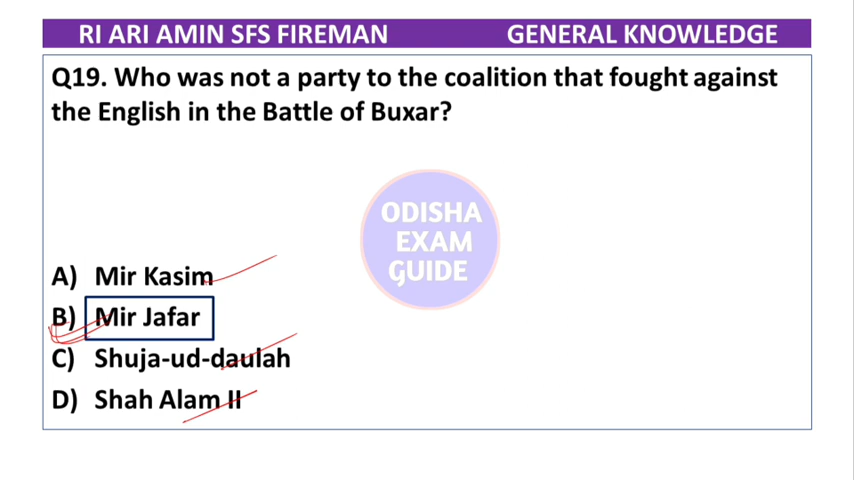 RI ARI AMIN SFS FIREMAN GENERAL KNOWLEDGE
Q19. Who was not a party to the coalition that fought against
the English in the Battle of Buxar?
ODISHA
EXAM
GUIDE
A) Mir Kasim
B) Mir Jafar
C) Shuja-ud-daulah
D) Shah Alam II